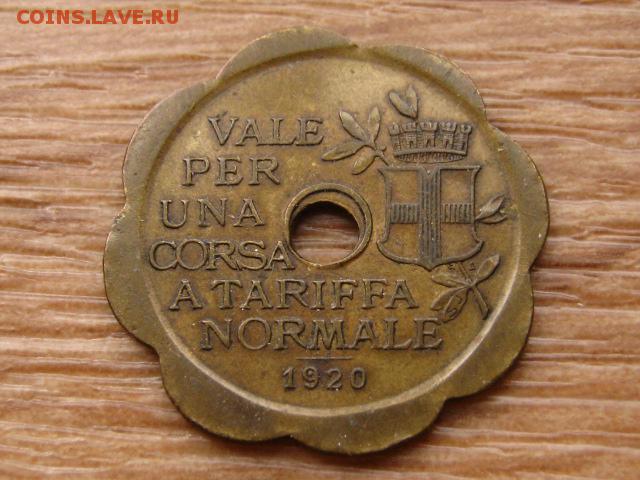 COINS.LAVE.RU
VALE
PER
UNA
CORSA
A TARIFFA
NORMALE
1920